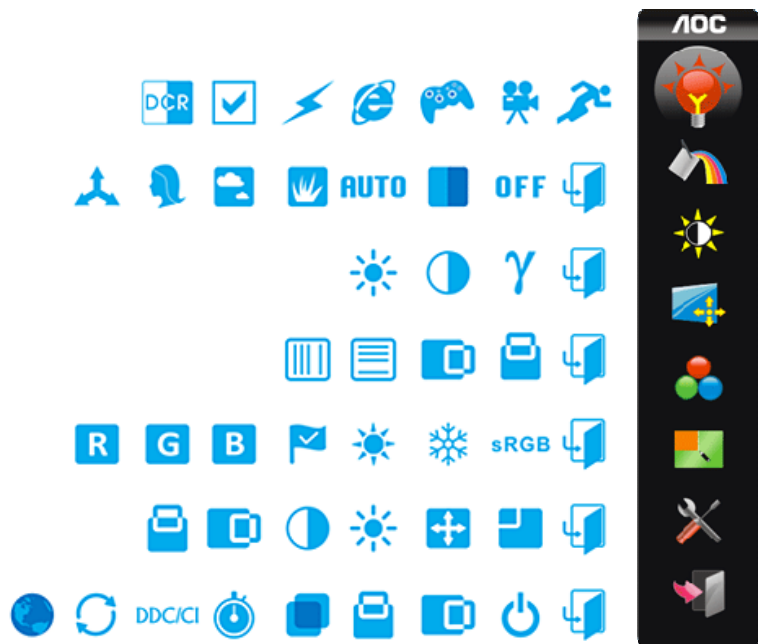 AOC
DCR
AUTO OFF
γ
R G B sRGB
DDC/CI